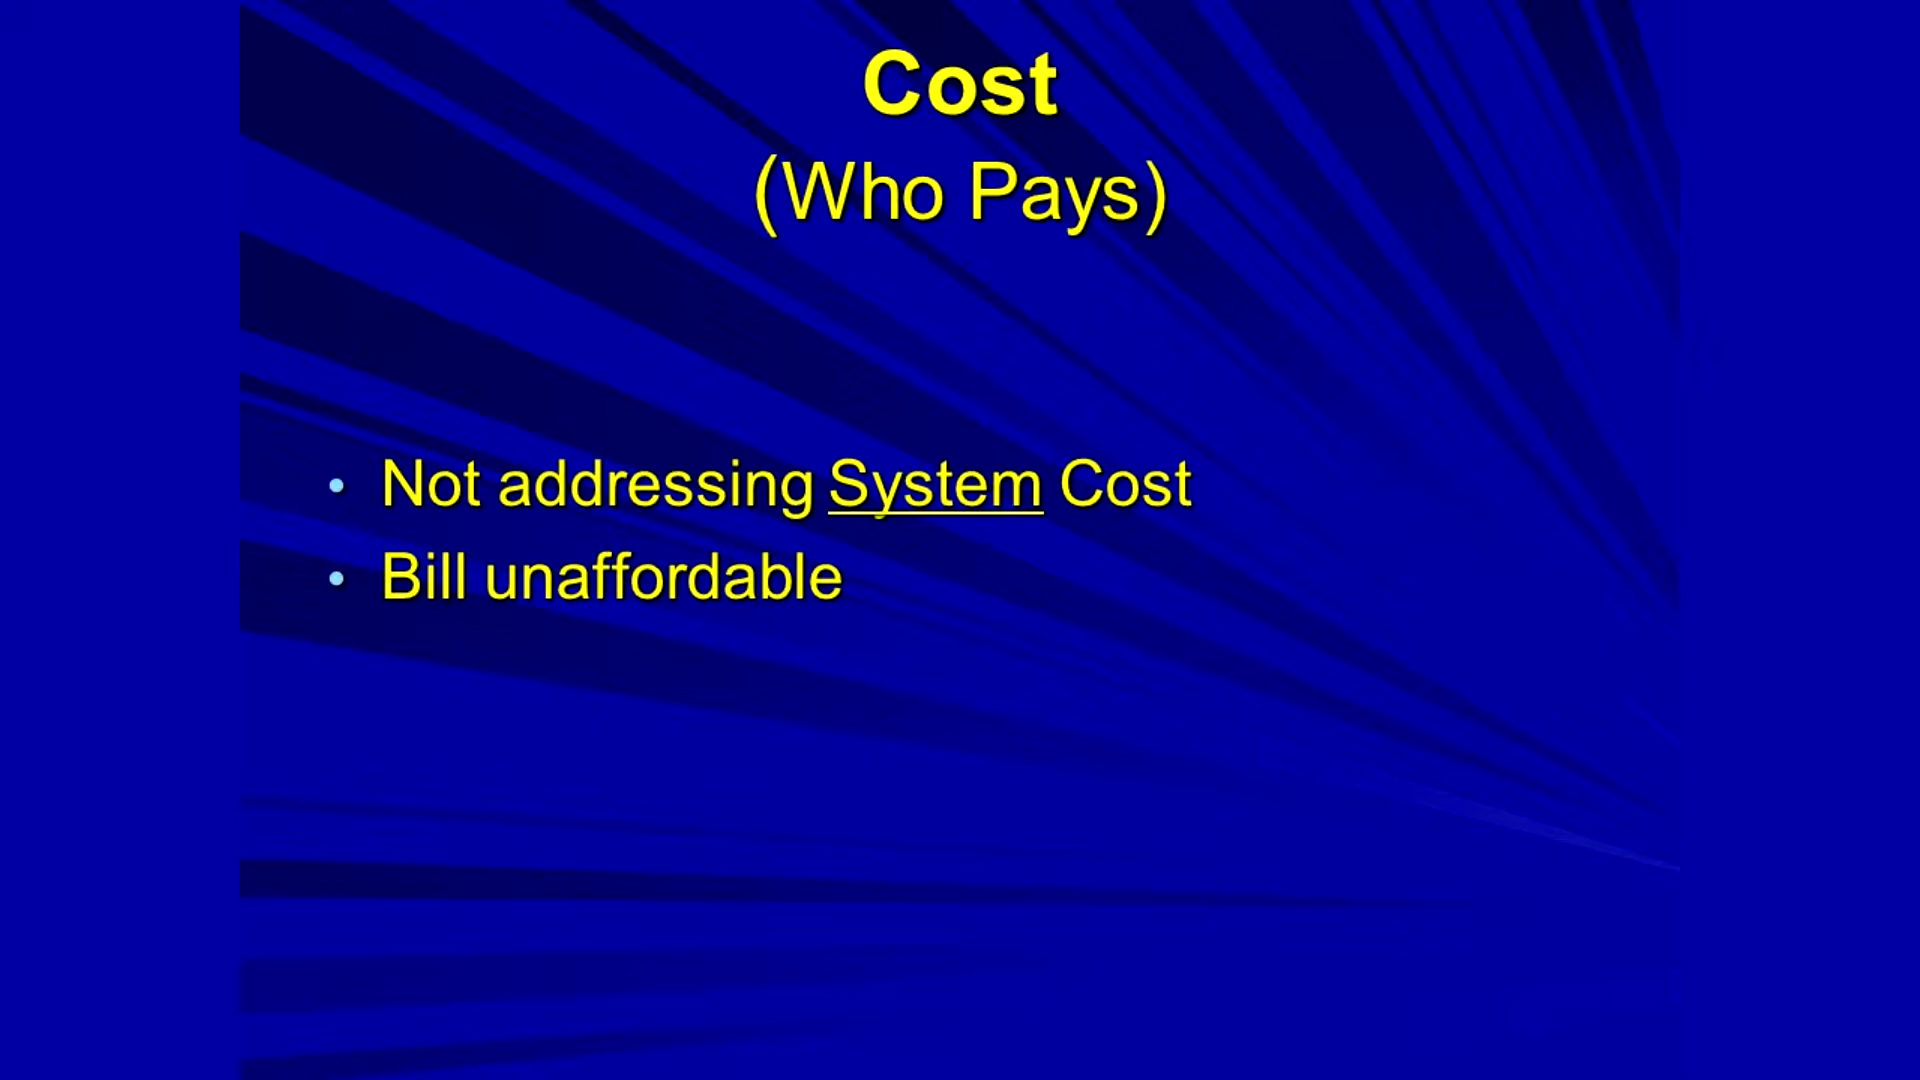 Cost
(Who Pays)
• Not addressing System Cost
• Bill unaffordable